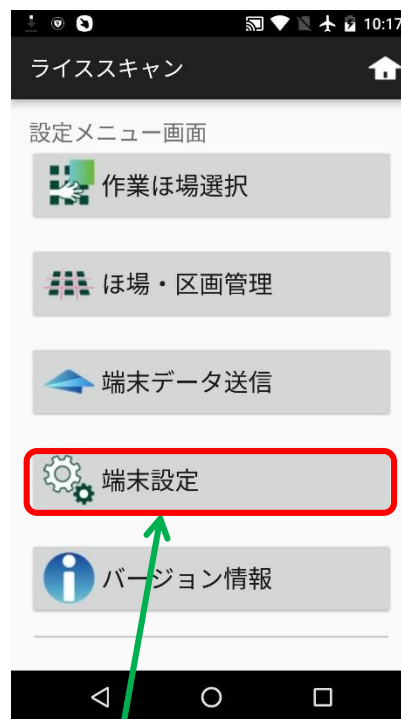 10:17
ライススキャン
設定メニュー画面
作業ほ場選択
ほ場・区画管理
端末データ送信
端末設定
バージョン情報